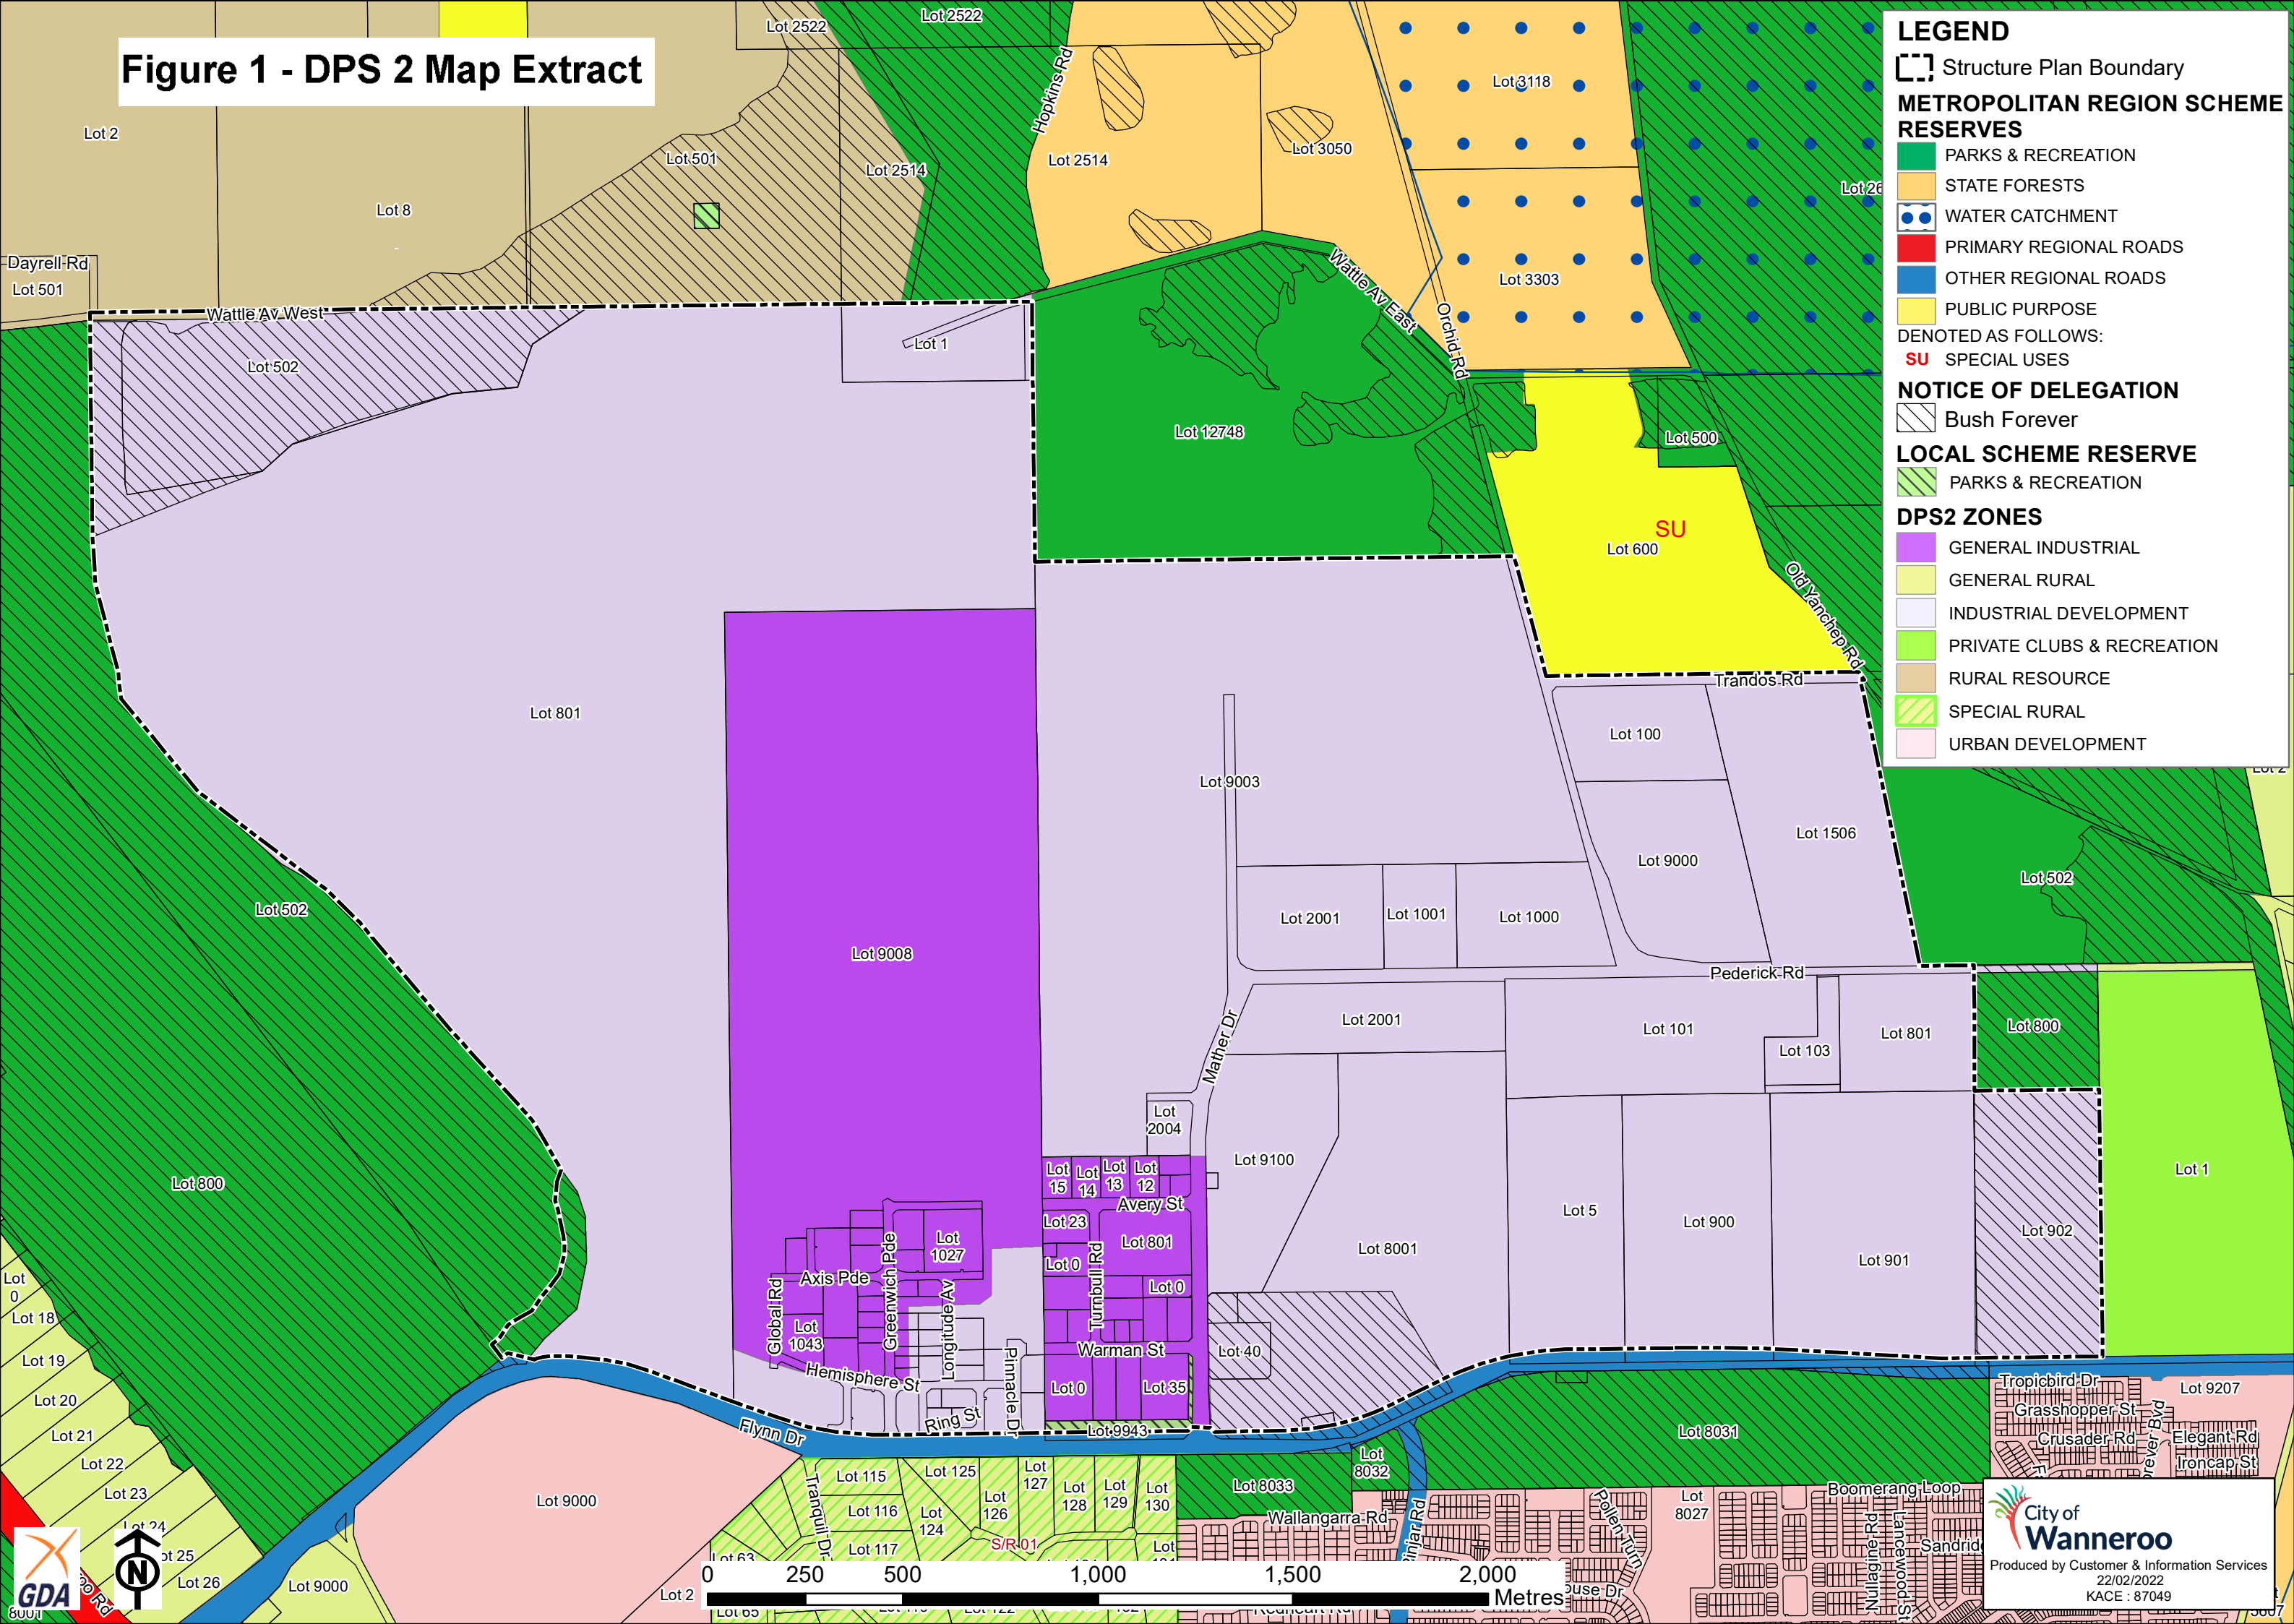 Figure 1 - DPS 2 Map Extract
Lot 2522
Lot 2522
Hopkins Rd
Lot 3118
Lot 2
Lot 501
Lot 2514
Lot 2514
Lot 3050
Lot 8
Dayrell Rd
Lot 501
Wattle Av East
Lot 3303
Orchid Rd
Wattle Av West
Lot 1
Lot 502
Lot 12748
Lot 500
SU
Lot 600
Old Yanchep Rd
Trandos Rd
Lot 801
Lot 100
Lot 9003
Lot 1506
Lot 9000
Lot 502
Lot 502
Lot 2001
Lot 1001
Lot 1000
Lot 9008
Pederick Rd
Lot 2001
Lot 101
Lot 103
Lot 801
Lot 800
Mather Dr
Lot
2004
Lot 9100
Lot 800
Lot 1
Lot
15
Lot
14
Lot
13
Lot
12
Avery St
Lot 23
Lot 801
Lot 5
Lot 900
Lot 901
Lot 902
Lot
1027
Lot 0
Turnbull Rd
Lot 0
Lot 8001
Axis Pde
Global Rd
Greenwich Pde
Longitude Av
Lot
1043
Warman St
Lot 40
Hemisphere St
Pinnacle Dr
Lot 0
Lot 35
Ring St
Flynn Dr
Lot 9943
Lot
0
Lot 18
Lot 19
Lot 20
Lot 21
Lot 22
Lot 23
Lot 24
Lot 26
Lot 9000
Lot 9000
Lot 2
Tranquil Dr
Lot 115
Lot 116
Lot 117
Lot 125
Lot
124
Lot
126
Lot
127
Lot
128
Lot
129
Lot
130
S/R 01
Lot 63
Lot 65
Lot 8033
Lot
8032
Lot 8031
Wallangarra Rd
Pollen Turn
Lot
8027
Boomerang Loop
Nullagine Rd
Lancewood St
Tropicbird Dr
Grasshopper St
Crusader Rd
Lot 9207
Elegant Rd
Ironcap St
LEGEND
Structure Plan Boundary
METROPOLITAN REGION SCHEME
RESERVES
PARKS & RECREATION
STATE FORESTS
WATER CATCHMENT
PRIMARY REGIONAL ROADS
OTHER REGIONAL ROADS
PUBLIC PURPOSE
DENOTED AS FOLLOWS:
SU SPECIAL USES
NOTICE OF DELEGATION
Bush Forever
LOCAL SCHEME RESERVE
PARKS & RECREATION
DPS2 ZONES
GENERAL INDUSTRIAL
GENERAL RURAL
INDUSTRIAL DEVELOPMENT
PRIVATE CLUBS & RECREATION
RURAL RESOURCE
SPECIAL RURAL
URBAN DEVELOPMENT
GDA
N
0 250 500 1,000 1,500 2,000
Metres
City of
Wanneroo
Produced by Customer & Information Services
22/02/2022
KACE : 87049